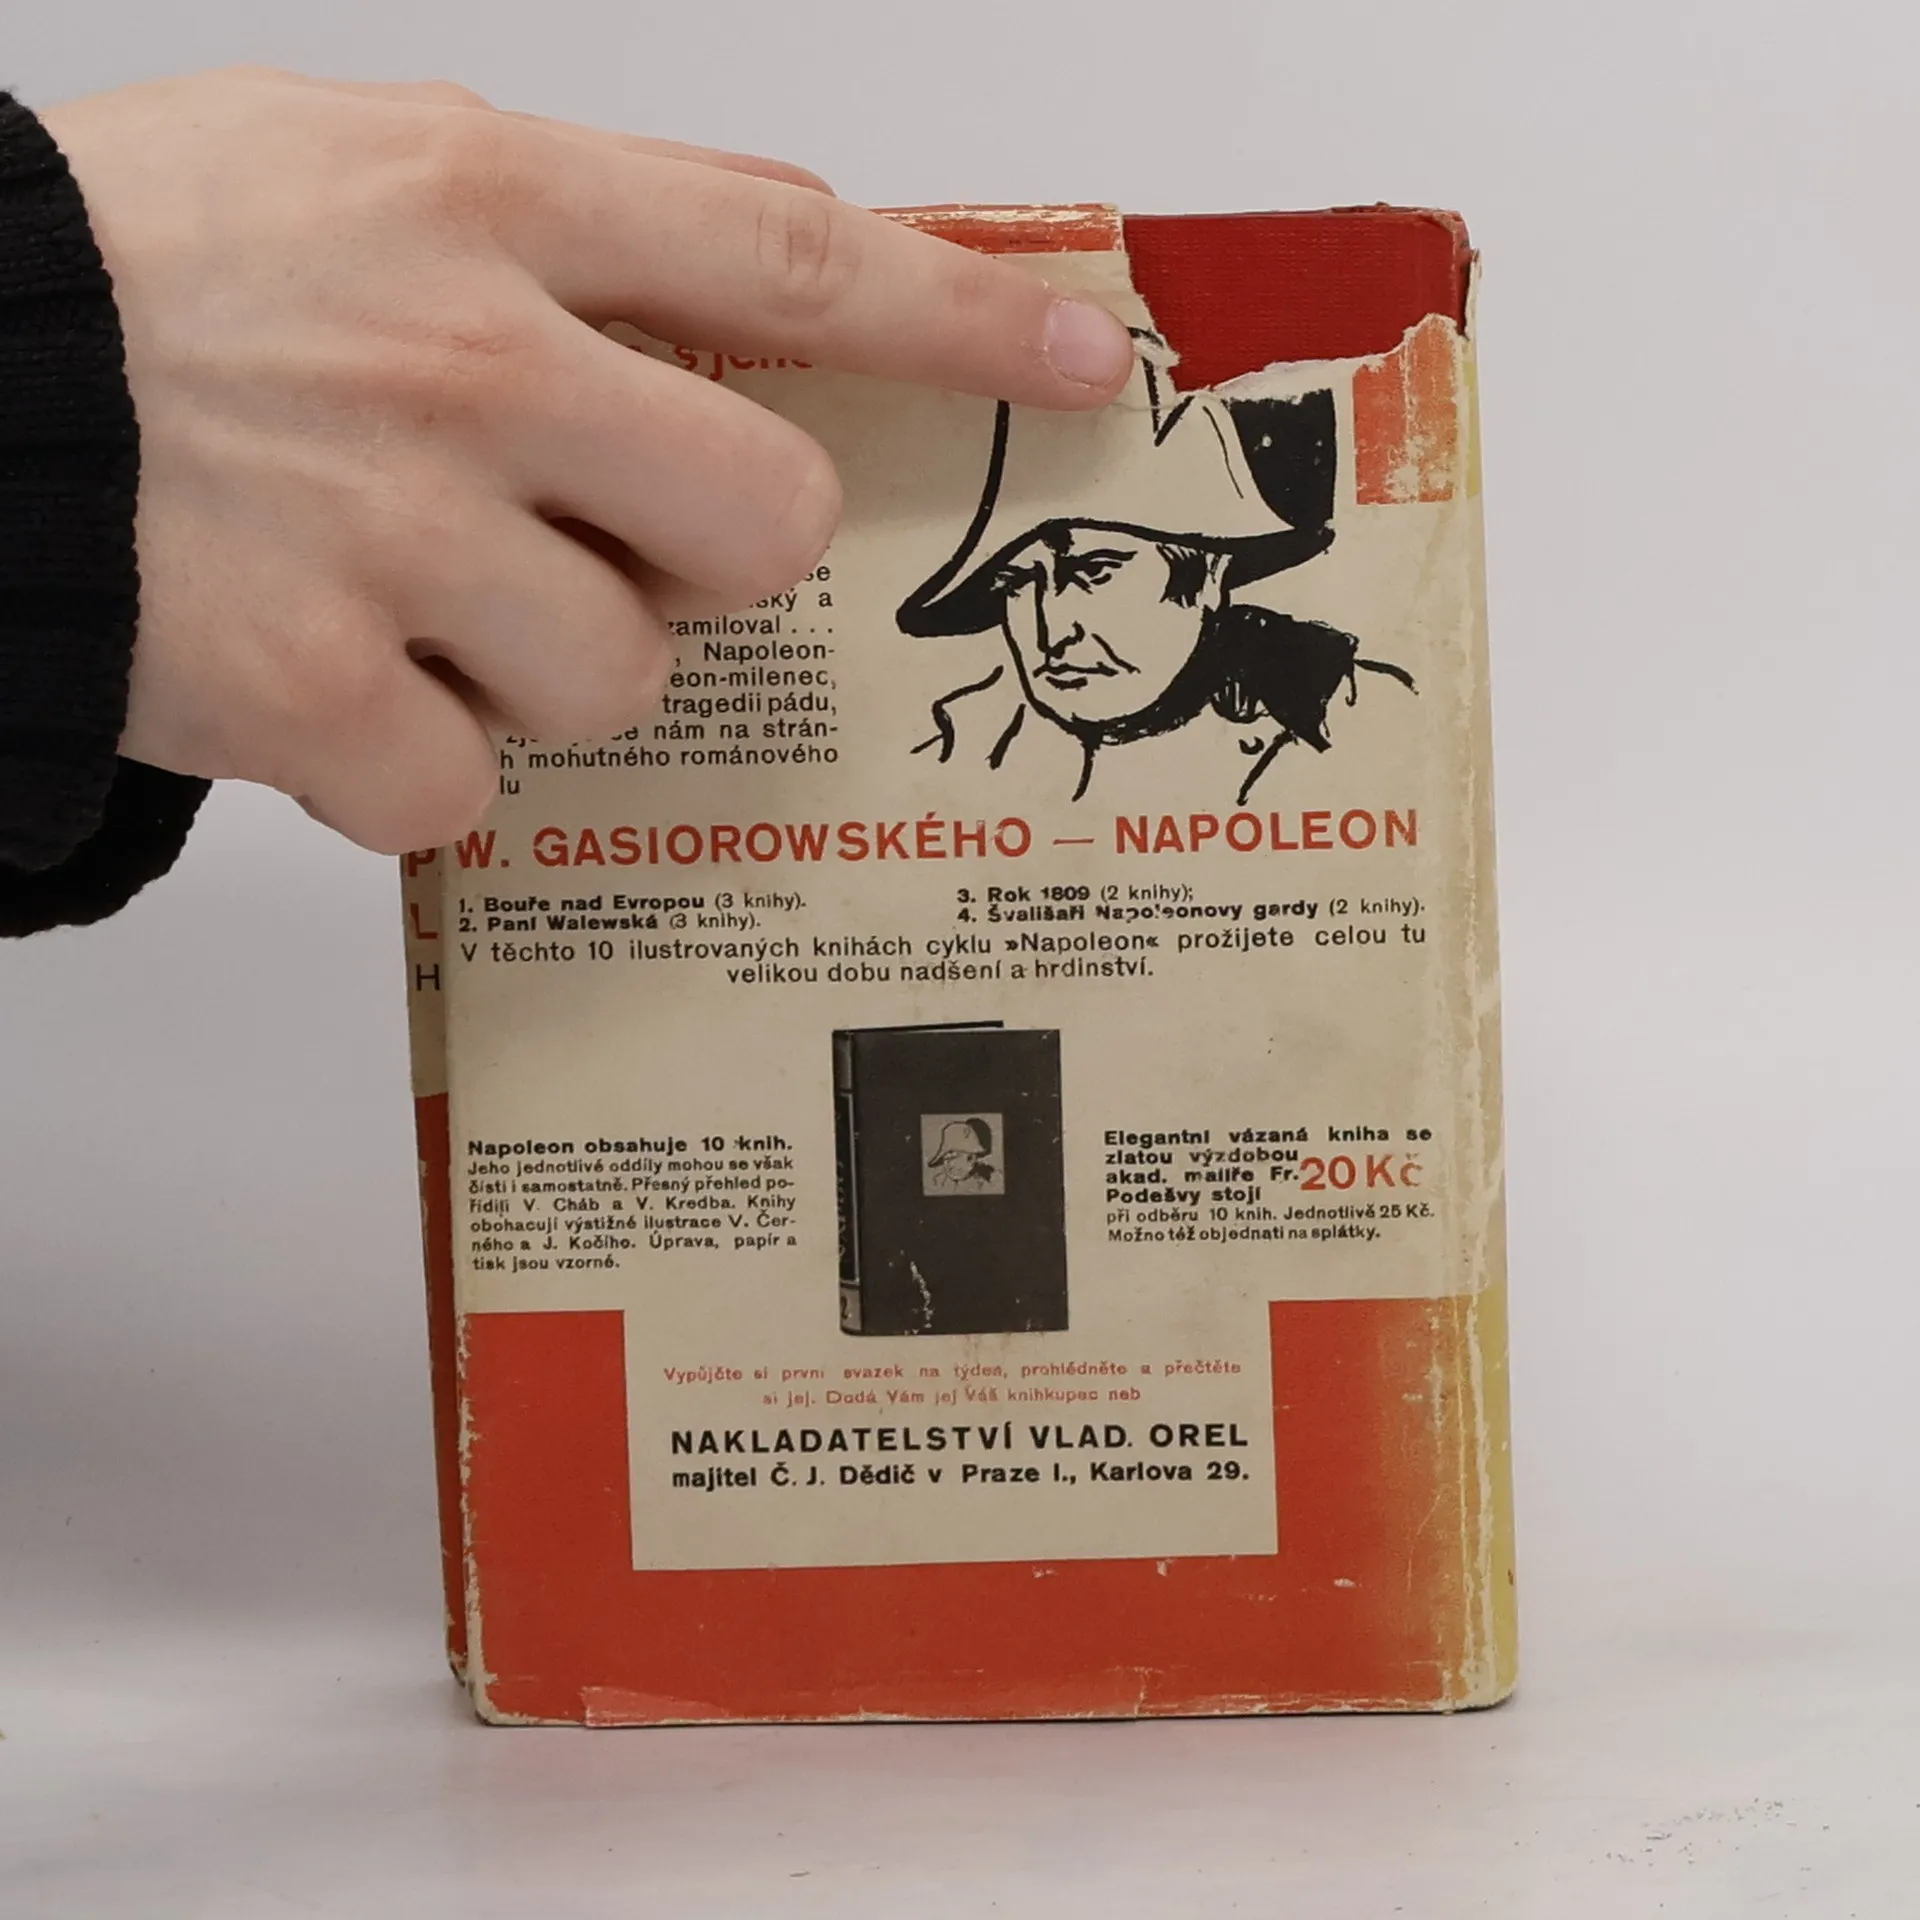 s jeho
se
ský a
zamiloval . . .
, Napoleon-
eon-milenec,
tragedii pádu,
se nám na strán-
h mohutného románového
lu
P
L
H
W. GASIOROWSKÉHO — NAPOLEON
1. Bouře nad Evropou (3 knihy).
2. Paní Walewská (3 knihy).
3. Rok 1809 (2 knihy);
4. Švališaři Napoleonovy gardy (2 knihy).
V těchto 10 ilustrovaných knihách cyklu »Napoleon« prožijete celou tu
velikou dobu nadšení a hrdinství.
Napoleon obsahuje 10 knih.
Jeho jednotlivé oddíly mohou se však
čísti i samostatně. Přesný přehled po-
řídili V. Cháb a V. Kredba. Knihy
obohacují výstižné ilustrace V. Čer-
ného a J. Kočího. Úprava, papír a
tisk jsou vzorné.
Elegantní vázaná kniha se
zlatou výzdobou
akad. malíře Fr.
Podešvy stojí
20 Kč
při odběru 10 knih. Jednotlivě 25 Kč.
Možno též objednati na splátky.
2.
Vypůjčte si první svazek na týden, prohlédněte a přečtěte
si jej. Dodá Vám jej Váš knihkupec neb
NAKLADATELSTVÍ VLAD. OREL
majitel Č. J. Dědič v Praze I., Karlova 29.